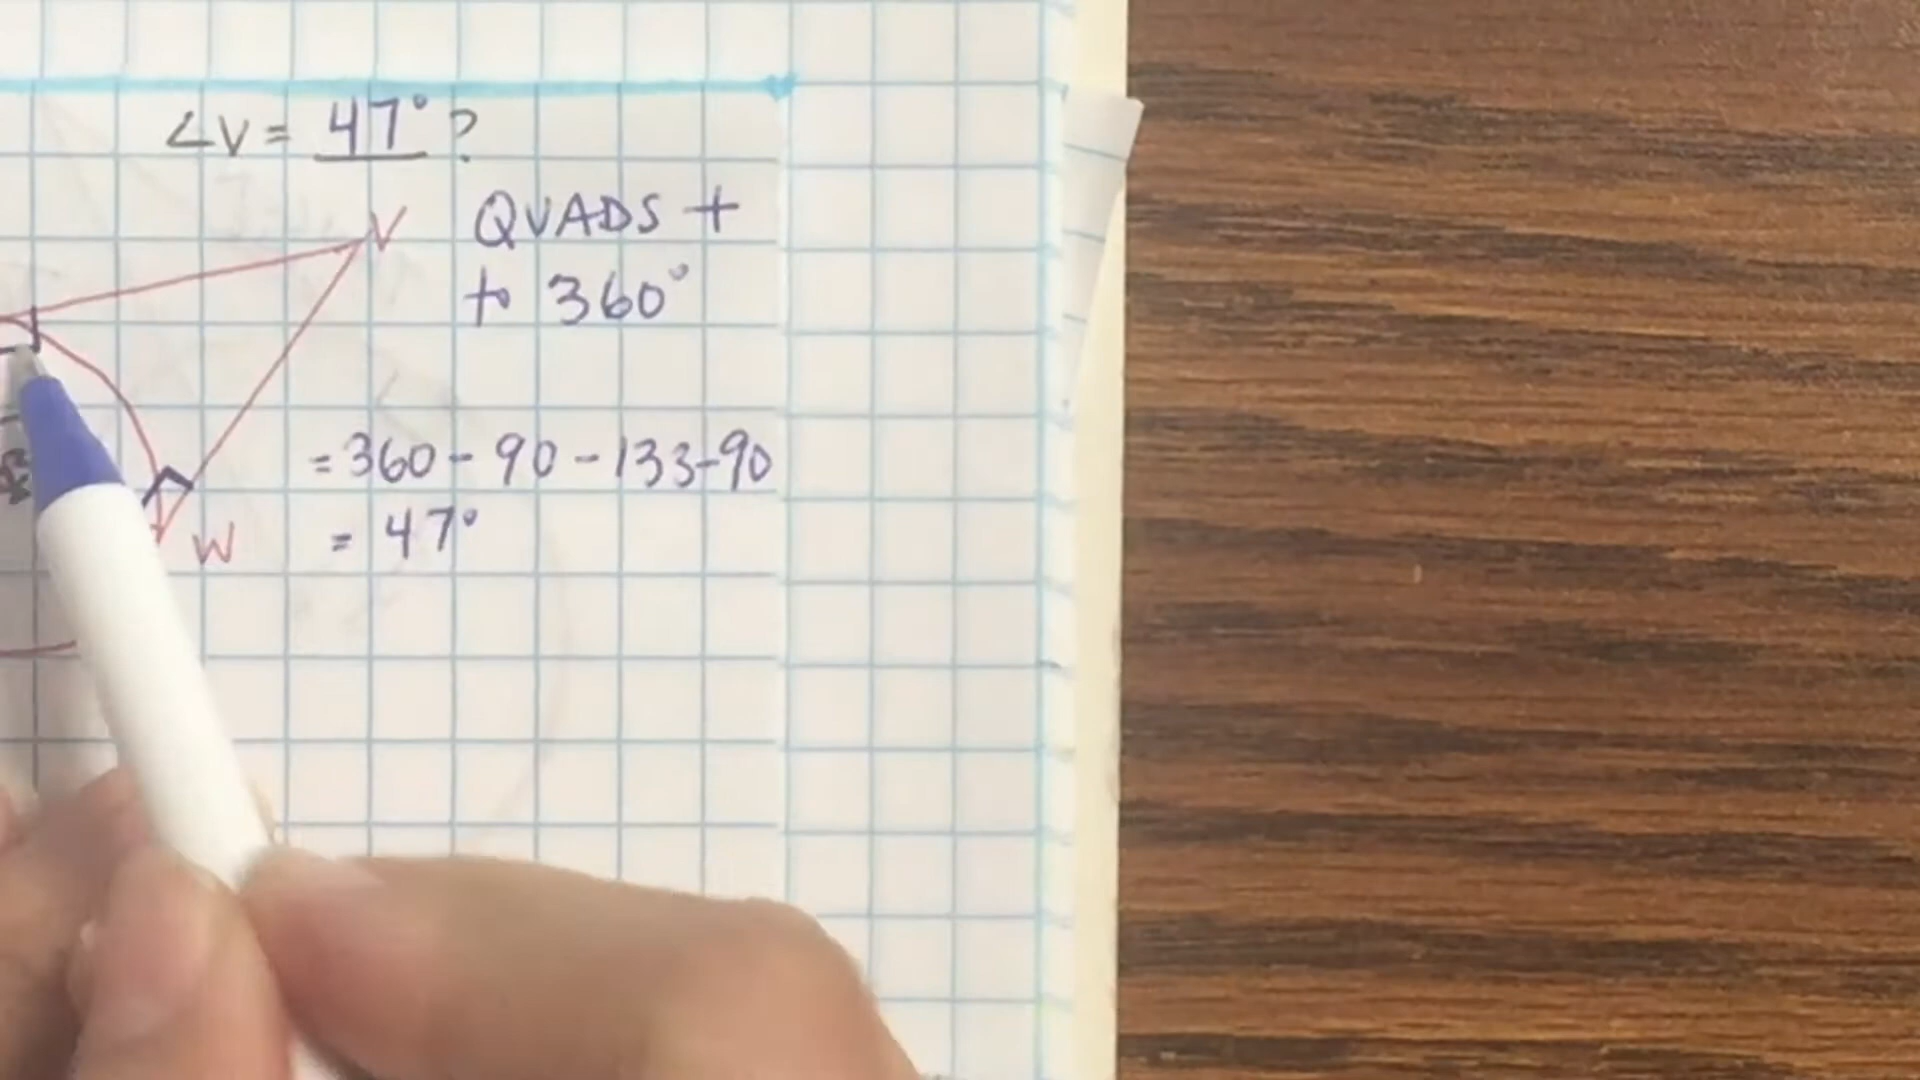 ∠V = 47° ?
V
QUADS +
to 360°
= 360 - 90 - 133 - 90
= 47°
W